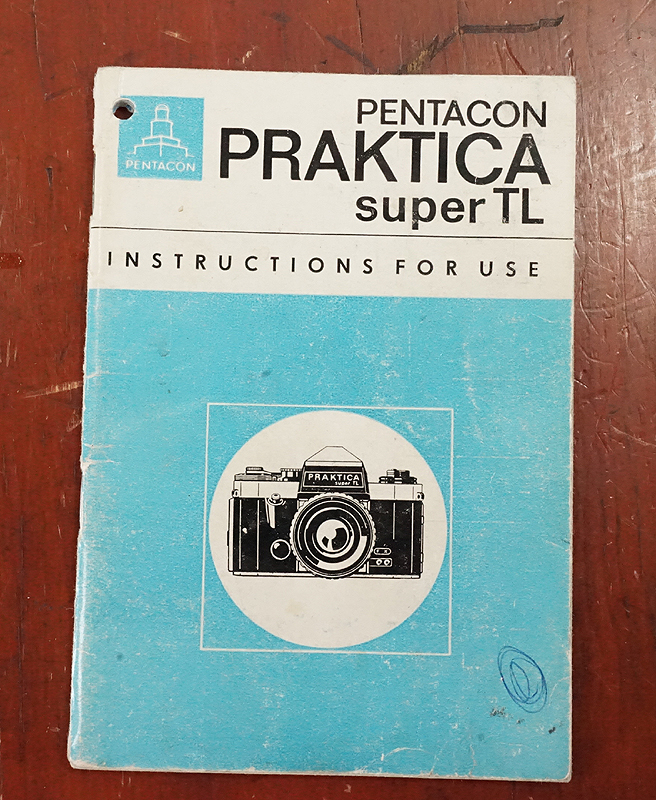 PENTACON
PENTACON
PRAKTICA
super TL
INSTRUCTIONS FOR USE
PRAKTICA
super TL